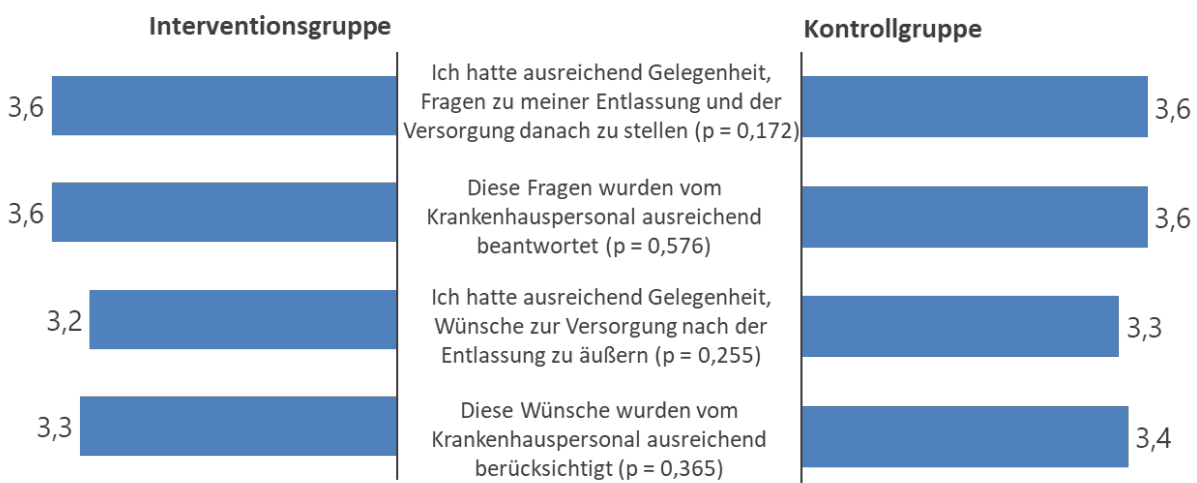 Interventionsgruppe
Kontrollgruppe
Ich hatte ausreichend Gelegenheit,
Fragen zu meiner Entlassung und der
Versorgung danach zu stellen (p = 0,172)
3,6
3,6
Diese Fragen wurden vom
Krankenhauspersonal ausreichend
beantwortet (p = 0,576)
3,6
3,6
Ich hatte ausreichend Gelegenheit,
Wünsche zur Versorgung nach der
Entlassung zu äußern (p = 0,255)
3,2
3,3
Diese Wünsche wurden vom
Krankenhauspersonal ausreichend
berücksichtigt (p = 0,365)
3,3
3,4